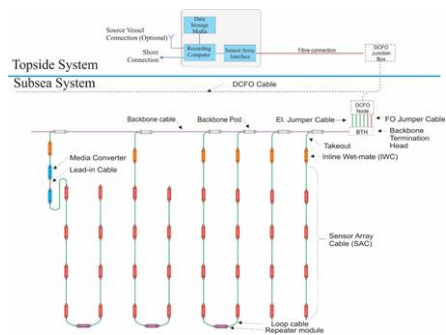 Data
Storage
Media
Source Vessel
Connection (Optional)
Shore
Connection
Recording
Computer
Sensor Array
Interface
Fibre connection
DCFO
Junction
Box
Topside System
Subsea System
DCFO Cable
DCFO
Node
Backbone cable
Backbone Pod
El. Jumper Cable
FO Jumper Cable
BTH
Backbone
Termination
Head
Takeout
Inline Wet-mate (IWC)
Media Converter
Lead-in Cable
Sensor Array
Cable (SAC)
Loop cable
Repeater module